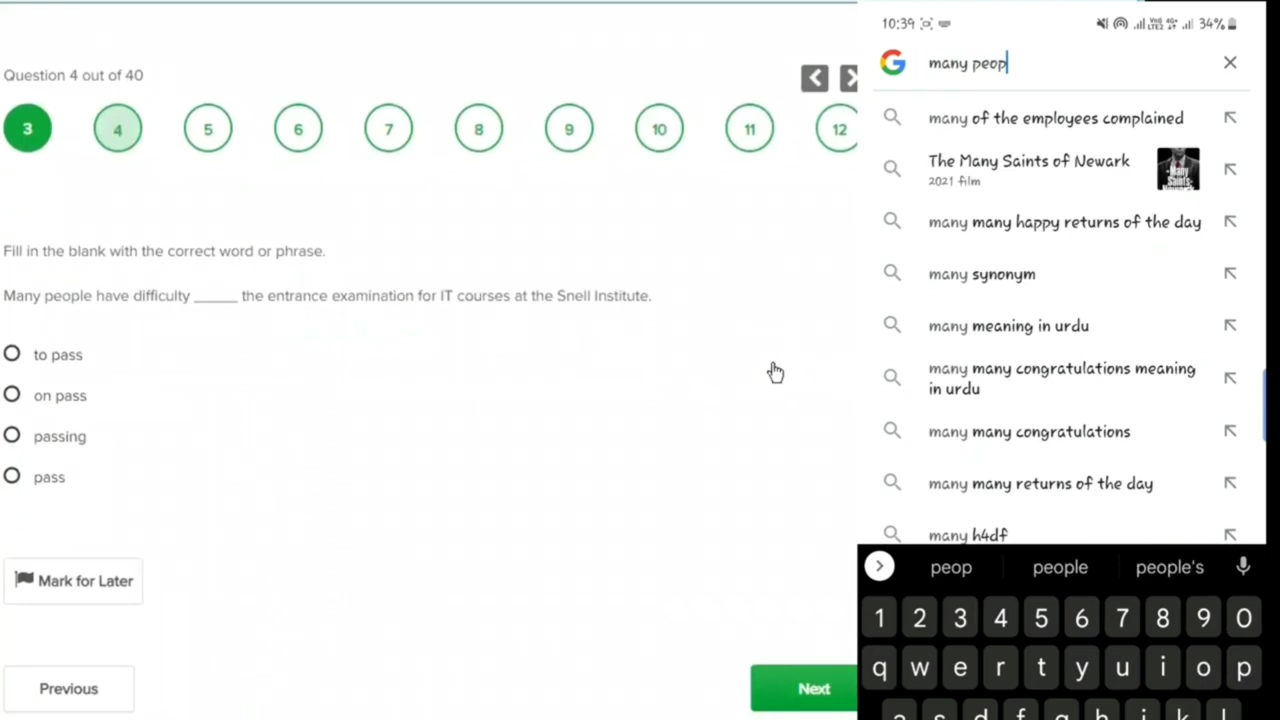 Question 4 out of 40
3
4
5
6
7
8
9
10
11
12
Fill in the blank with the correct word or phrase.
Many people have difficulty _____ the entrance examination for IT courses at the Snell Institute.
to pass
on pass
passing
pass
Mark for Later
Previous
Next
10:39
34%
many peop
many of the employees complained
The Many Saints of Newark
2021 film
many many happy returns of the day
many synonym
many meaning in urdu
many many congratulations meaning
in urdu
many many congratulations
many many returns of the day
many h4df
peop
people
people's
1 2 3 4 5 6 7 8 9 0
q w e r t y u i o p
a s d f g h j k l